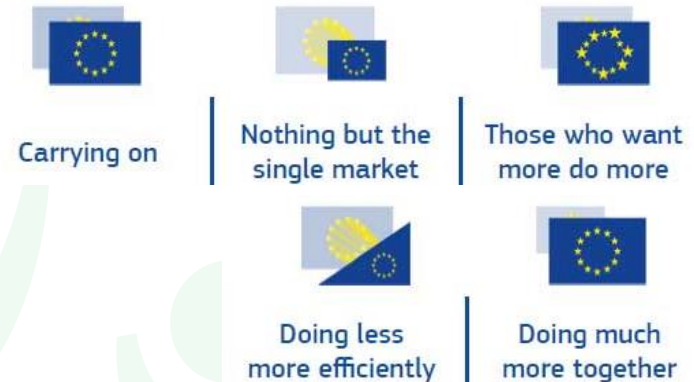 Carrying on
Nothing but the
single market
Those who want
more do more
Doing less
more efficiently
Doing much
more together